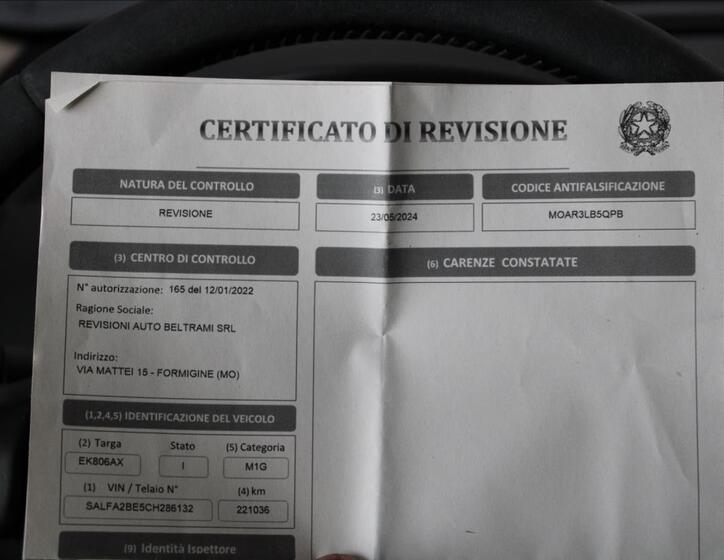 CERTIFICATO DI REVISIONE
NATURA DEL CONTROLLO
REVISIONE
(3) DATA
23/05/2024
CODICE ANTIFALSIFICAZIONE
MOAR3LB5QPB
(3) CENTRO DI CONTROLLO
N° autorizzazione: 165 del 12/01/2022
Ragione Sociale:
REVISIONI AUTO BELTRAMI SRL
Indirizzo:
VIA MATTEI 15 - FORMIGINE (MO)
(6) CARENZE CONSTATATE
(1,2,4,5) IDENTIFICAZIONE DEL VEICOLO
(2) Targa Stato (5) Categoria
EK806AX I M1G
(1) VIN / Telaio N° (4) km
SALFA2BE5CH286132 221036
(9) Identità Ispettore